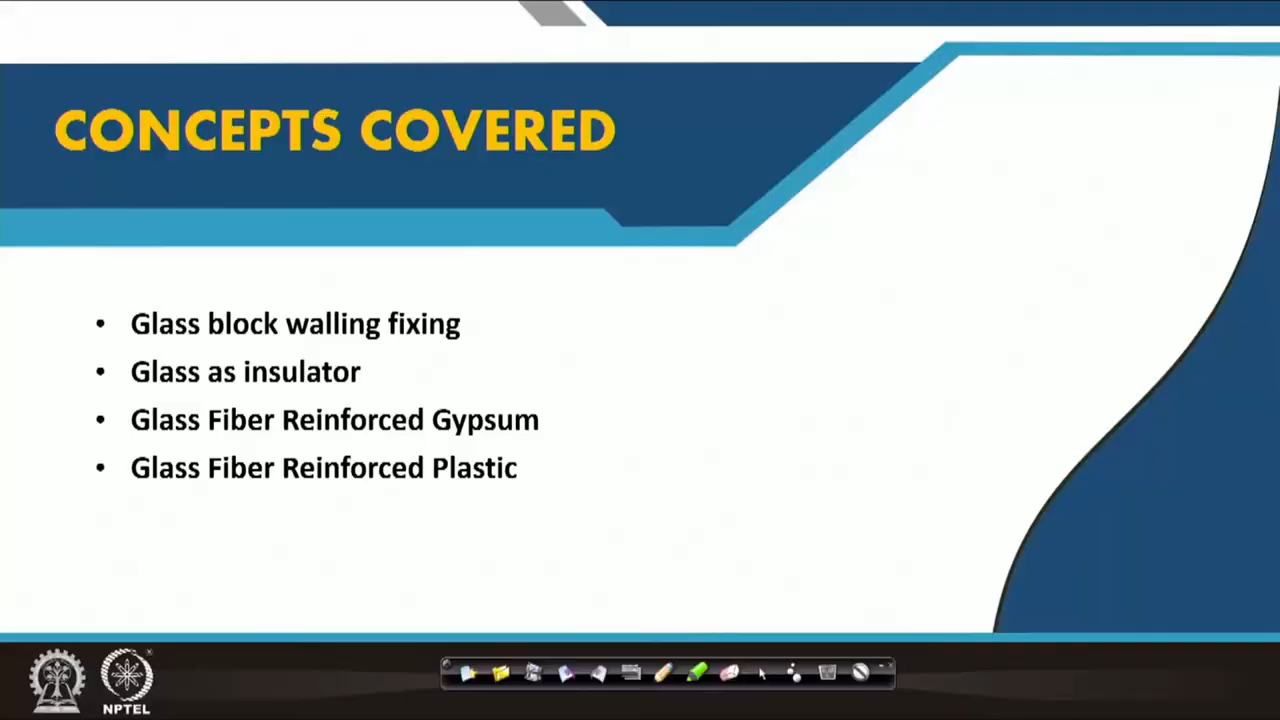 CONCEPTS COVERED
• Glass block walling fixing
• Glass as insulator
• Glass Fiber Reinforced Gypsum
• Glass Fiber Reinforced Plastic
NPTEL